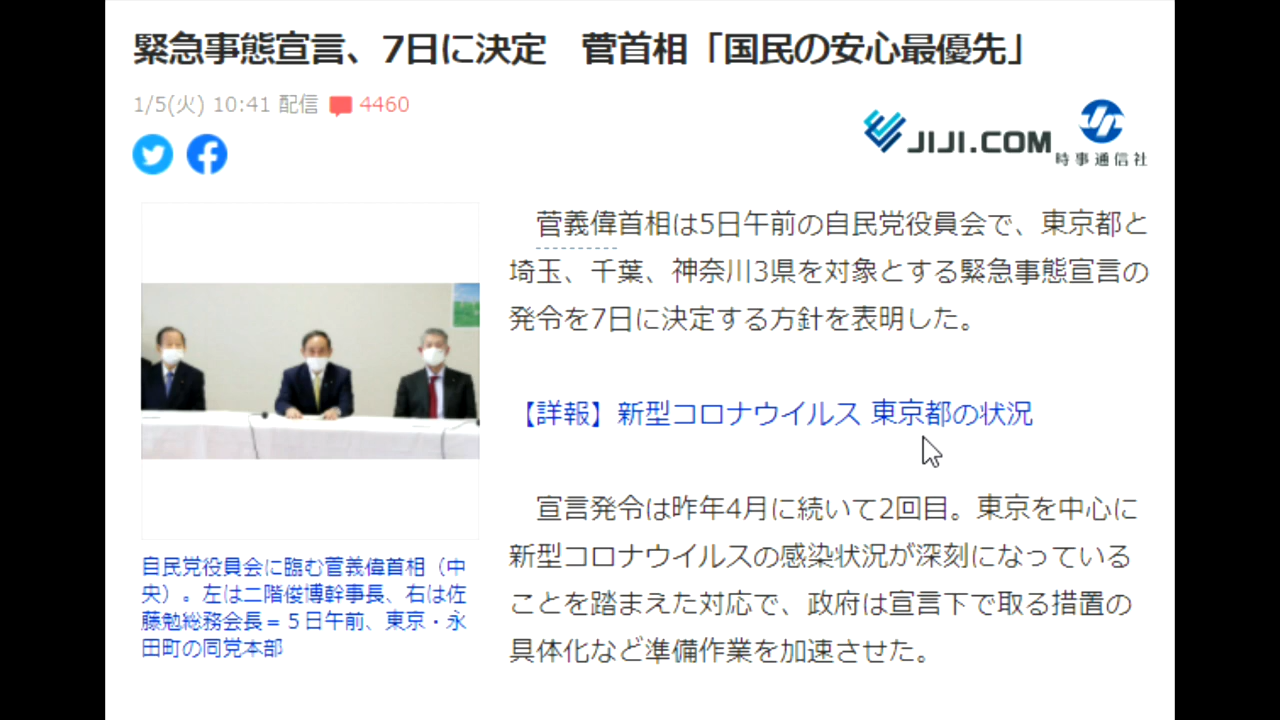 緊急事態宣言、7日に決定　菅首相「国民の安心最優先」
1/5(火) 10:41 配信 4460
JIJI.COM
時事通信社
菅義偉首相は5日午前の自民党役員会で、東京都と
埼玉、千葉、神奈川3県を対象とする緊急事態宣言の
発令を7日に決定する方針を表明した。
【詳報】新型コロナウイルス 東京都の状況
宣言発令は昨年4月に続いて2回目。東京を中心に
新型コロナウイルスの感染状況が深刻になっている
ことを踏まえた対応で、政府は宣言下で取る措置の
具体化など準備作業を加速させた。
自民党役員会に臨む菅義偉首相（中
央）。左は二階俊博幹事長、右は佐
藤勉総務会長＝５日午前、東京・永
田町の同党本部